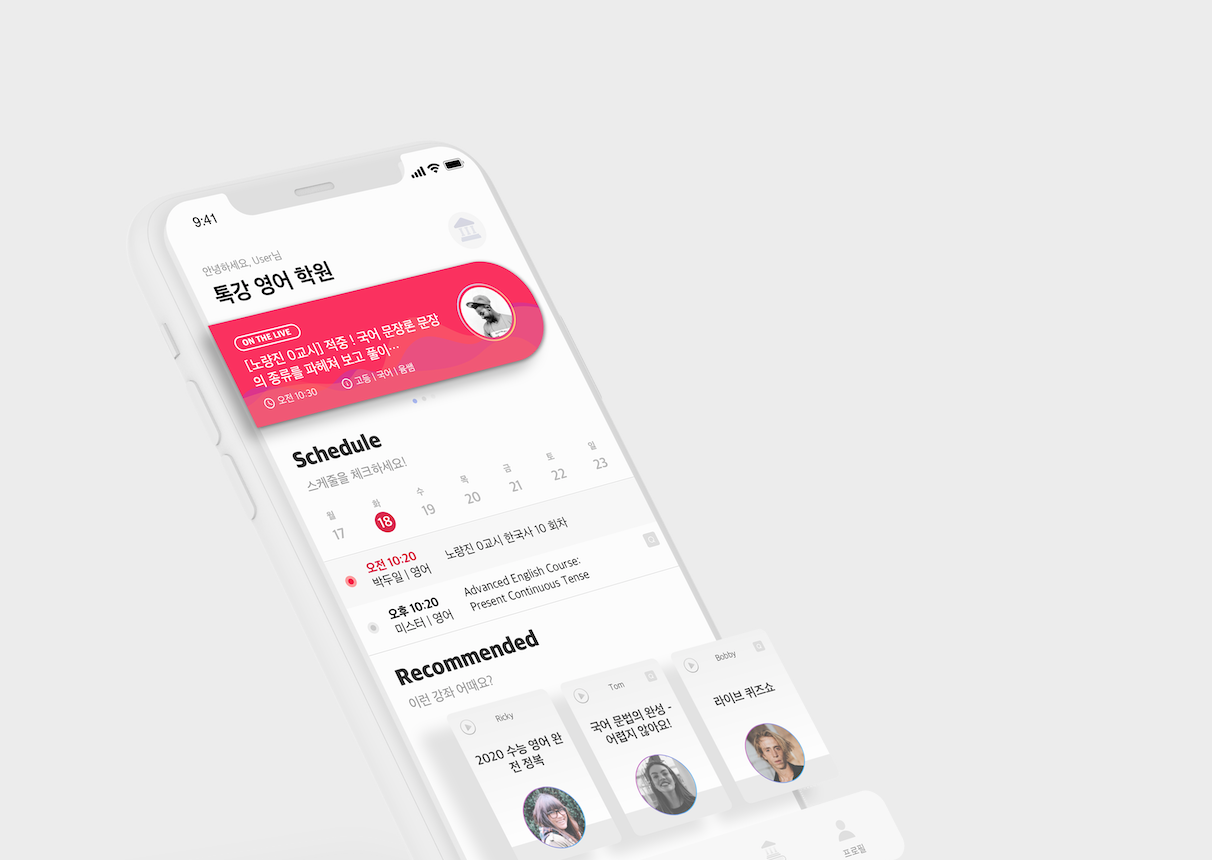 9:41
안녕하세요, User님
톡강 영어 학원
ON THE LIVE
[노량진 0교시] 적중 ! 국어 문장론 문장
의 종류를 파헤쳐 보고 풀이…
오전 10:30
고등 | 국어 | 용쌤
Schedule
스케줄을 체크하세요!
월 화 수 목 금 토 일
17 18 19 20 21 22 23
오전 10:20
박두일 | 영어
노량진 0교시 한국사 10 회차
오후 10:20
미스터 | 영어
Advanced English Course:
Present Continuous Tense
Recommended
이런 강좌 어때요?
Ricky
2020 수능 영어 완
전 정복
Tom
국어 문법의 완성 -
어렵지 않아요!
Bobby
라이브 퀴즈쇼
프로필